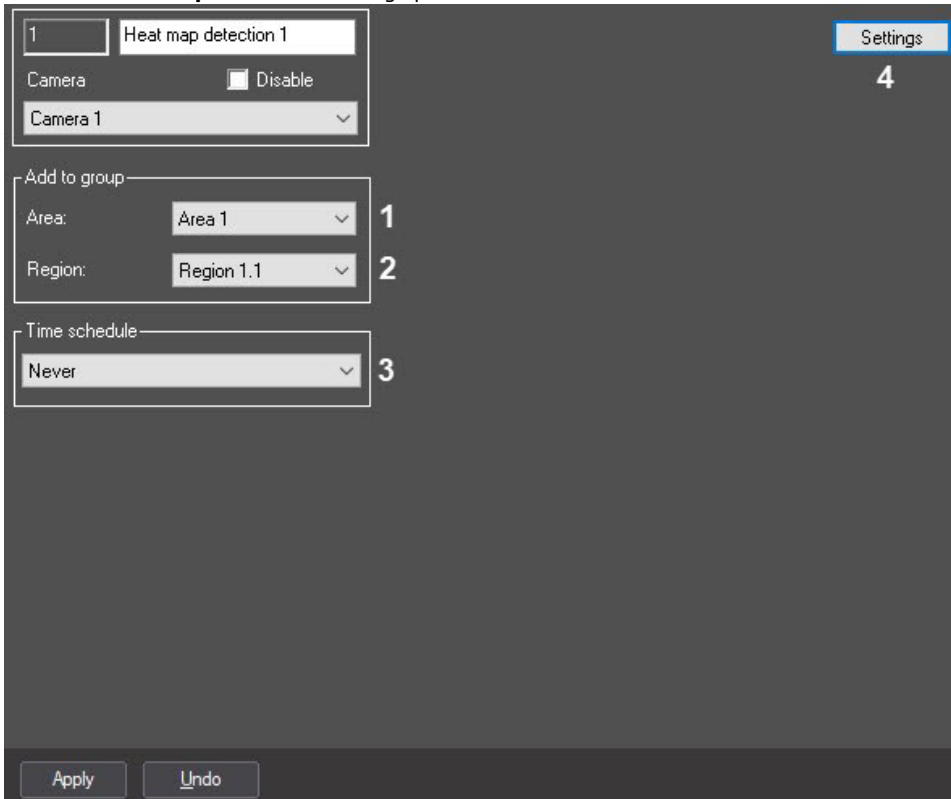 1 Heat map detection 1
Settings
Camera Disable
4
Camera 1
Add to group
Area: Area 1 1
Region: Region 1.1 2
Time schedule
Never 3
Apply Undo